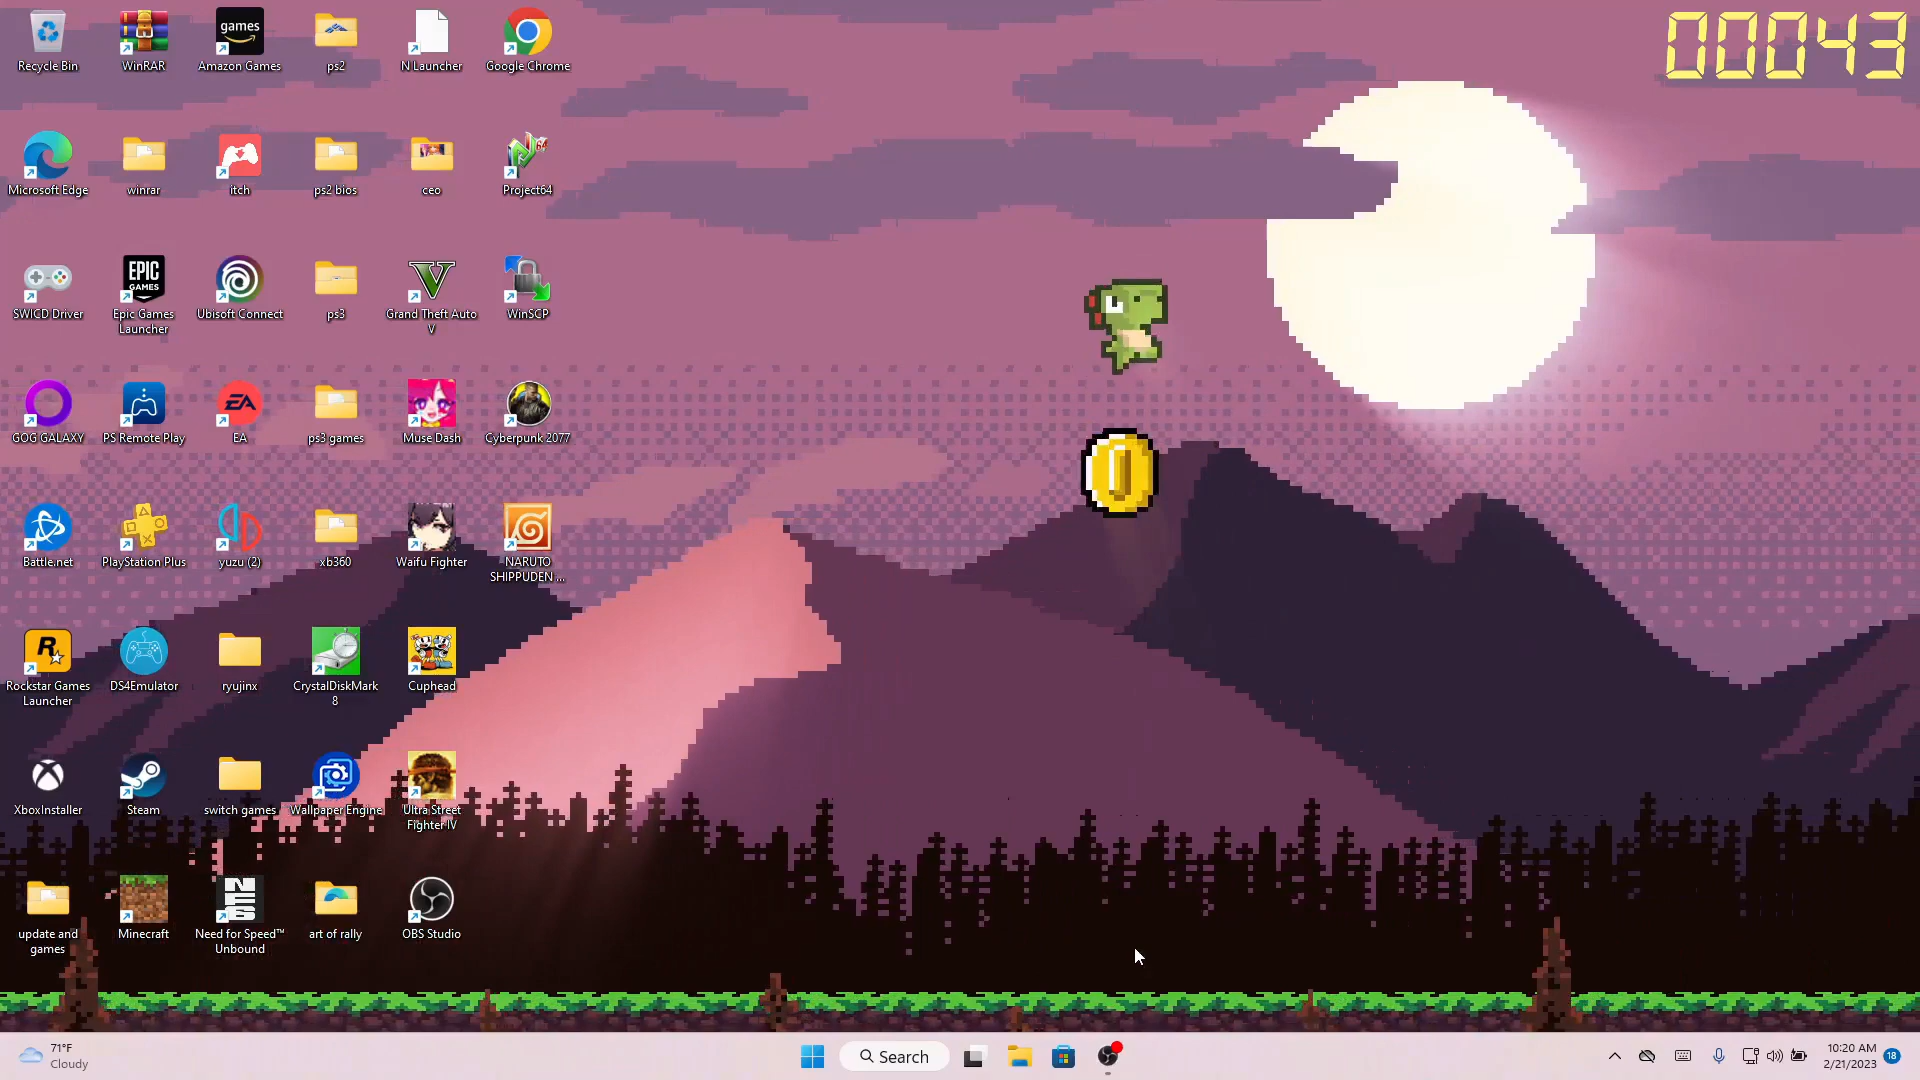 00043
Recycle Bin
WinRAR
games
Amazon Games
ps2
N Launcher
Google Chrome
Microsoft Edge
winrar
itch
ps2 bios
ceo
64
Project64
SWICD Driver
EPIC
GAMES
Epic Games
Launcher
Ubisoft Connect
ps3
V
Grand Theft Auto
V
WinSCP
GOG GALAXY
PS Remote Play
EA
EA
ps3 games
Muse Dash
Cyberpunk 2077
Battle.net
PlayStation Plus
yuzu (2)
xb360
Waifu Fighter
NARUTO
SHIPPUDEN ...
R
Rockstar Games
Launcher
DS4Emulator
ryujinx
CrystalDiskMark
8
Cuphead
XboxInstaller
Steam
switch games
Wallpaper Engine
Ultra Street
Fighter IV
update and
games
Minecraft
NFS
Need for Speed™
Unbound
art of rally
OBS Studio
71°F
Cloudy
Search
10:20 AM
2/21/2023
18